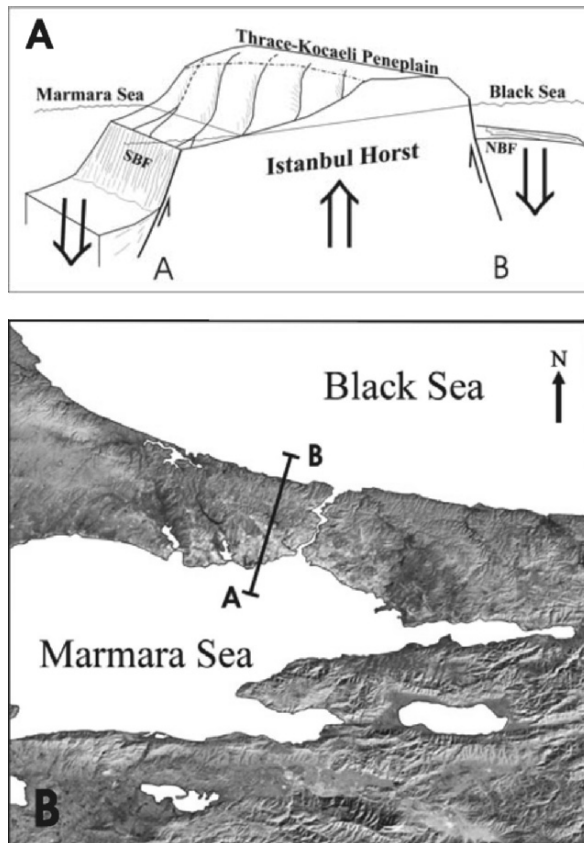 A
Thrace-Kocaeli Peneplain
Marmara Sea
Black Sea
SBF
NBF
Istanbul Horst
A
B
N
Black Sea
B
A
Marmara Sea
B